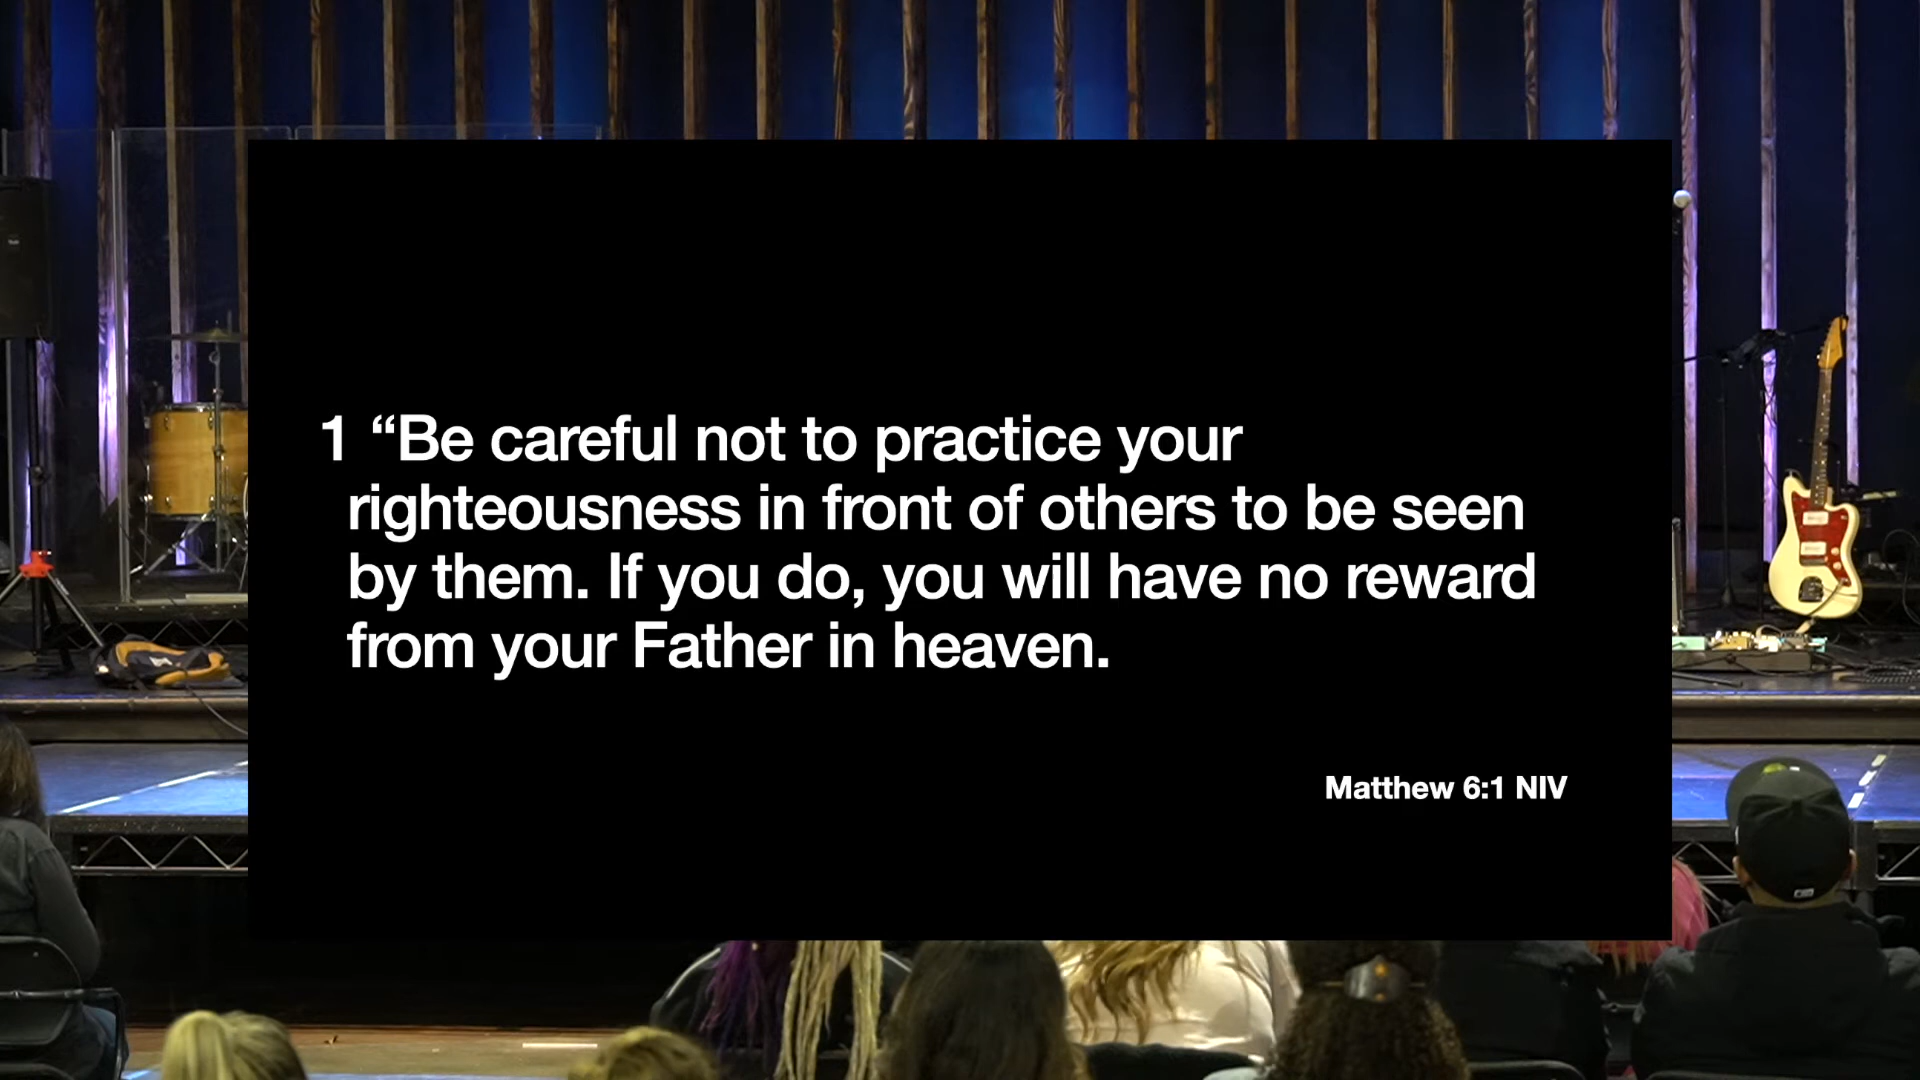 1 “Be careful not to practice your
righteousness in front of others to be seen
by them. If you do, you will have no reward
from your Father in heaven.
Matthew 6:1 NIV